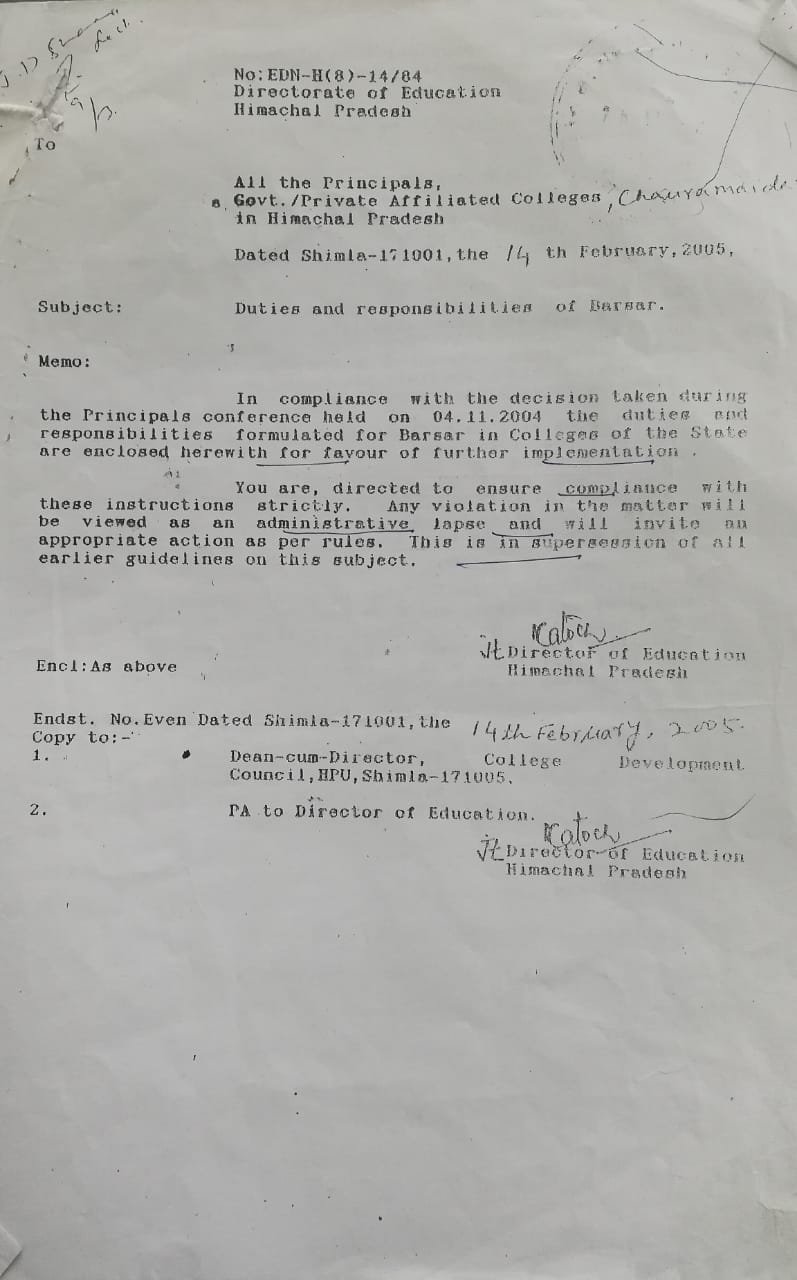 No:EDN-H(8)-14/84
Directorate of Education
Himachal Pradesh
To
All the Principals,
Govt./Private Affiliated Colleges,
in Himachal Pradesh
Dated Shimla-171001,the 14 th February,2005,
Subject: Duties and responsibilities of Barsar.
Memo:
In compliance with the decision taken during
the Principals conference held on 04.11.2004 the duties and
responsibilities formulated for Barsar in Colleges of the State
are enclosed herewith for favour of further implementation .
You are, directed to ensure compliance with
these instructions strictly. Any violation in the matter will
be viewed as an administrative lapse and will invite an
appropriate action as per rules. This is in supersession of all
earlier guidelines on this subject.
Katoch
Jt Director of Education
Himachal Pradesh
Encl:As above
Endst. No.Even Dated Shimla-171001,the 14th February, 2005.
Copy to:-
1. Dean-cum-Director, College Development
Council,HPU,Shimla-171005.
2. PA to Director of Education.
Katoch
Jt Director of Education
Himachal Pradesh